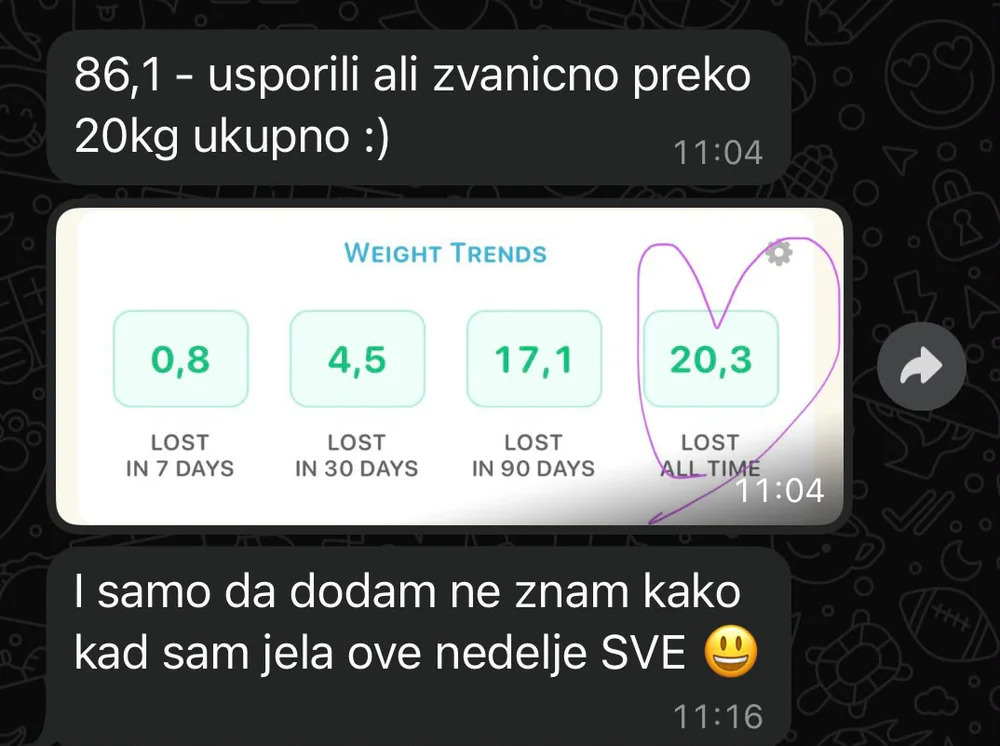 86,1 - usporili ali zvanicno preko
20kg ukupno :)
11:04
WEIGHT TRENDS
0,8
4,5
17,1
20,3
LOST
IN 7 DAYS
LOST
IN 30 DAYS
LOST
IN 90 DAYS
LOST
ALL TIME
11:04
I samo da dodam ne znam kako
kad sam jela ove nedelje SVE 😃
11:16